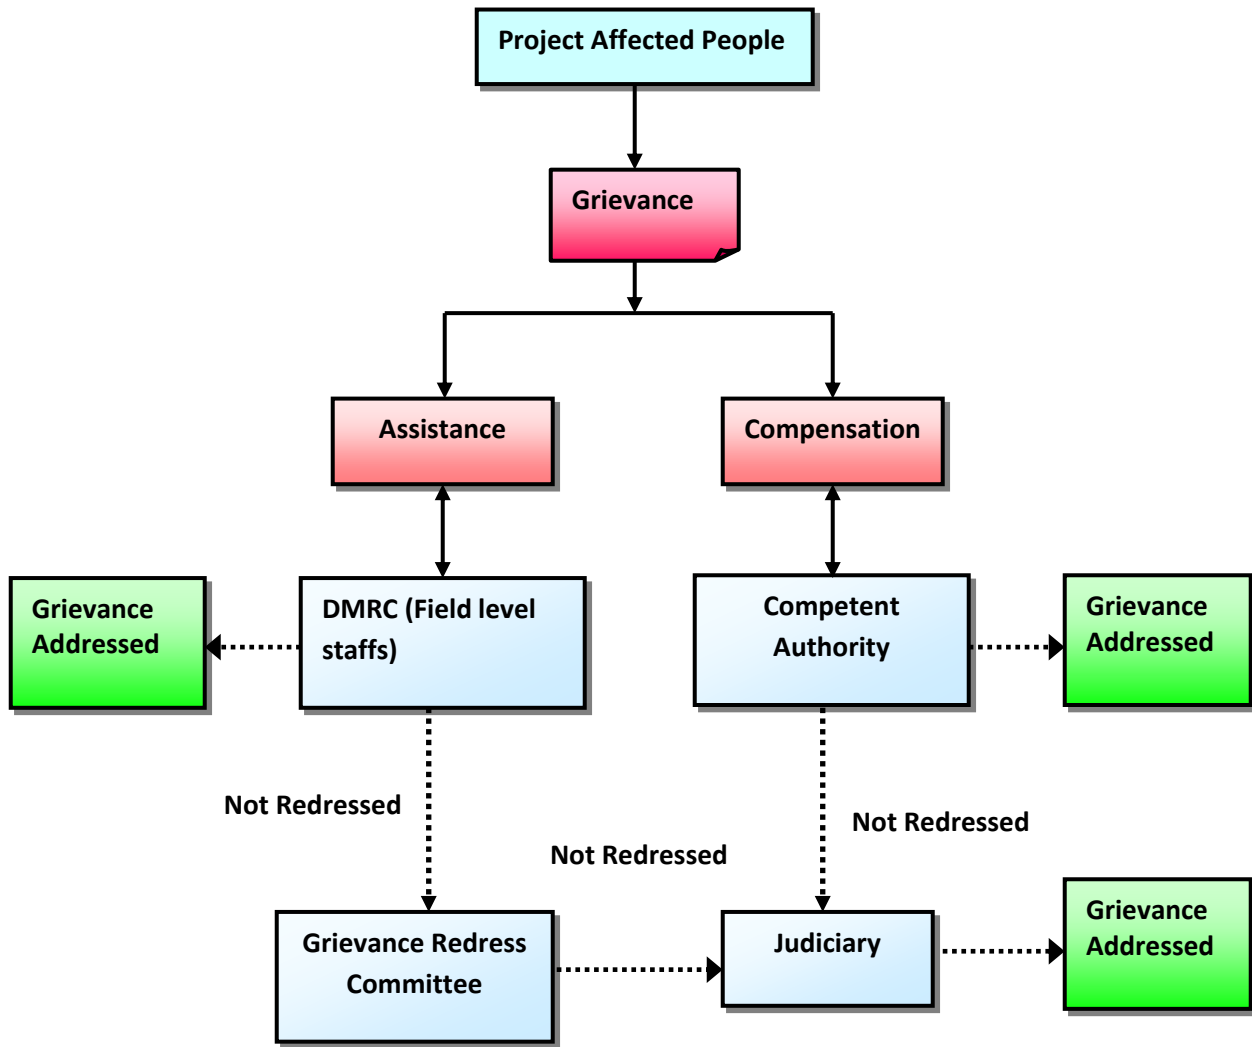 Project Affected People
Grievance
Assistance
Compensation
Grievance
Addressed
DMRC (Field level
staffs)
Competent
Authority
Grievance
Addressed
Not Redressed
Not Redressed
Not Redressed
Grievance Redress
Committee
Judiciary
Grievance
Addressed